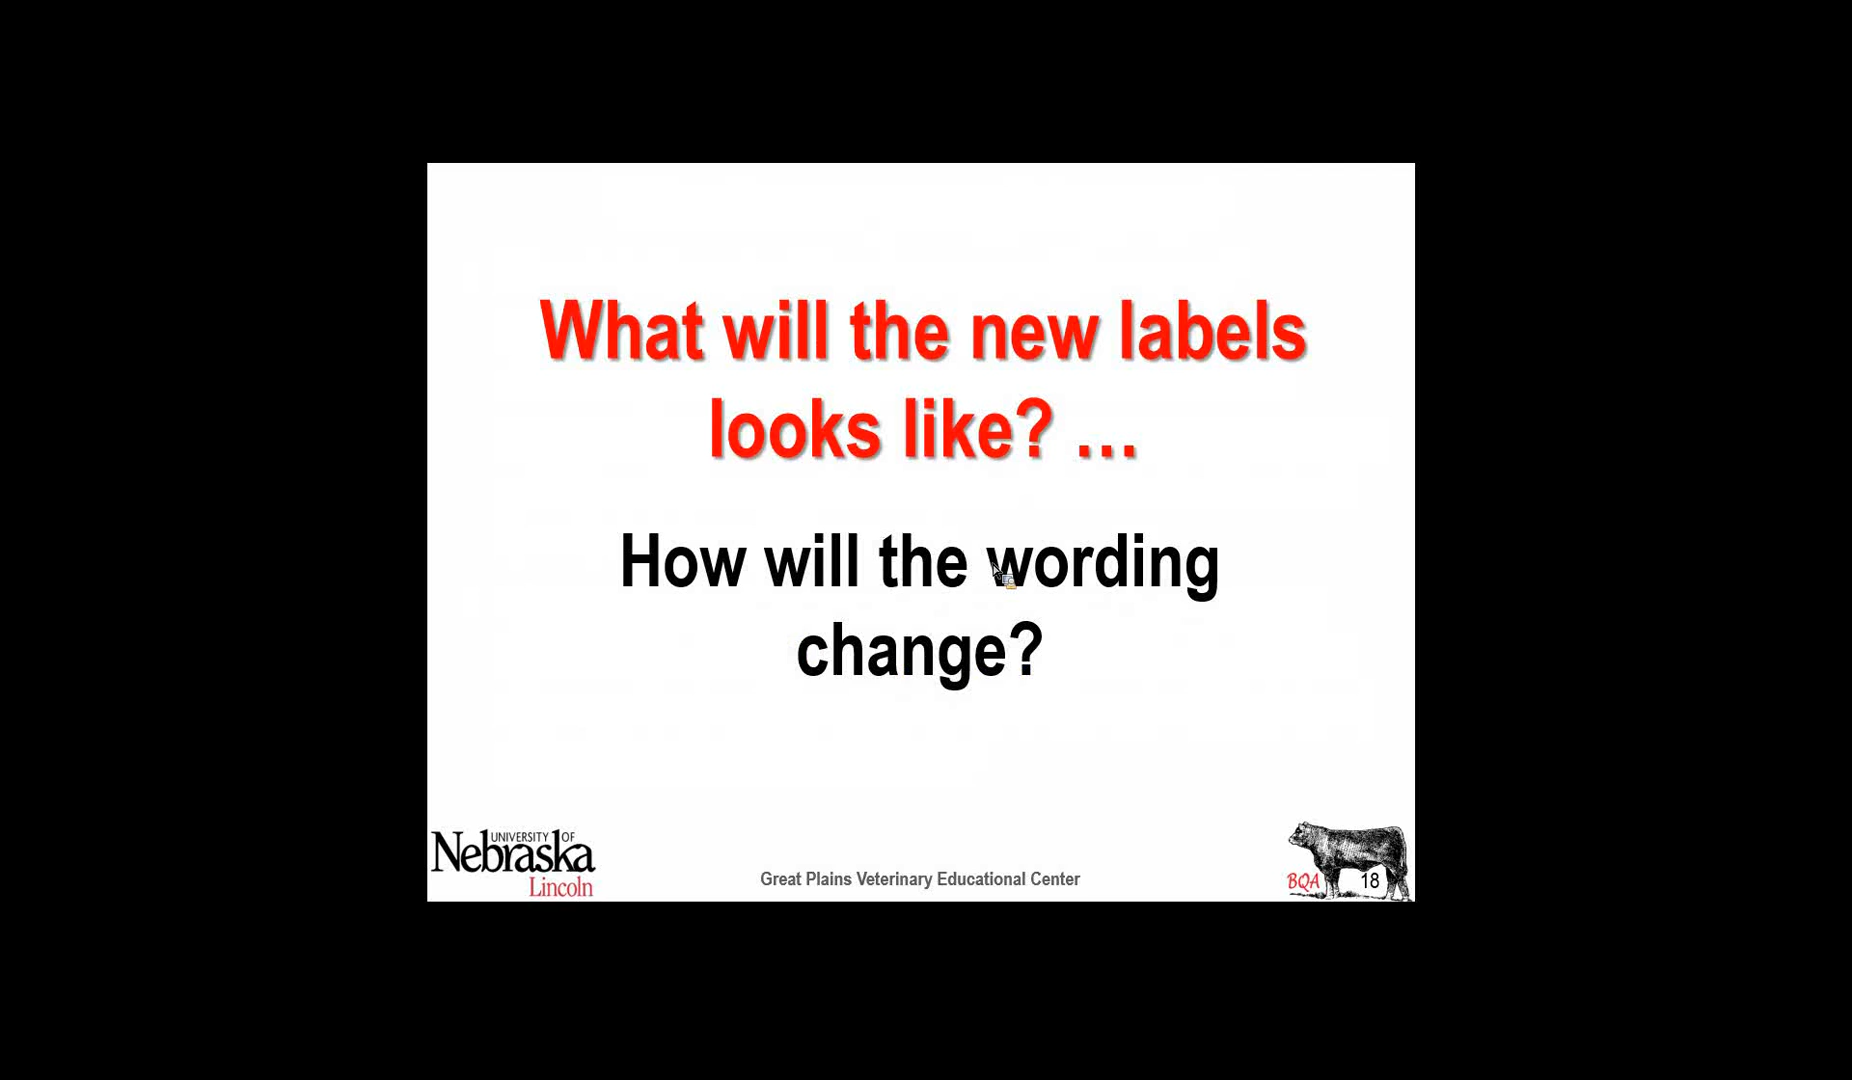 What will the new labels
looks like? …
How will the wording
change?
UNIVERSITY OF
Nebraska
Lincoln
Great Plains Veterinary Educational Center
BQA
18